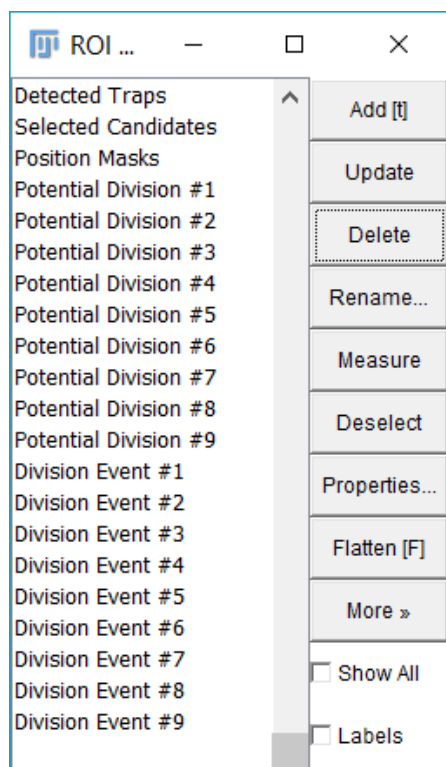 ROI ...
Detected Traps
Selected Candidates
Position Masks
Potential Division #1
Potential Division #2
Potential Division #3
Potential Division #4
Potential Division #5
Potential Division #6
Potential Division #7
Potential Division #8
Potential Division #9
Division Event #1
Division Event #2
Division Event #3
Division Event #4
Division Event #5
Division Event #6
Division Event #7
Division Event #8
Division Event #9
Add [t]
Update
Delete
Rename...
Measure
Deselect
Properties...
Flatten [F]
More »
Show All
Labels